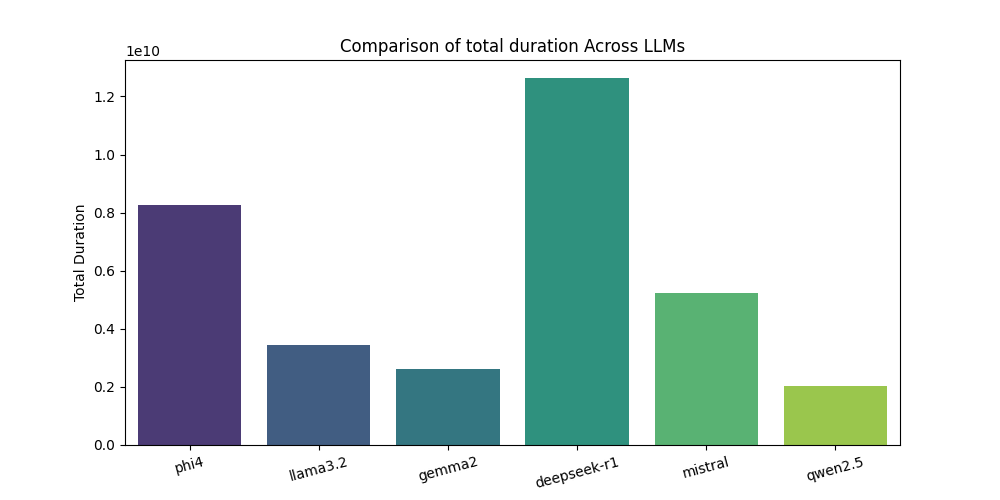 Comparison of total duration Across LLMs
1e10
Total Duration
1.2
1.0
0.8
0.6
0.4
0.2
0.0
phi4
llama3.2
gemma2
deepseek-r1
mistral
qwen2.5